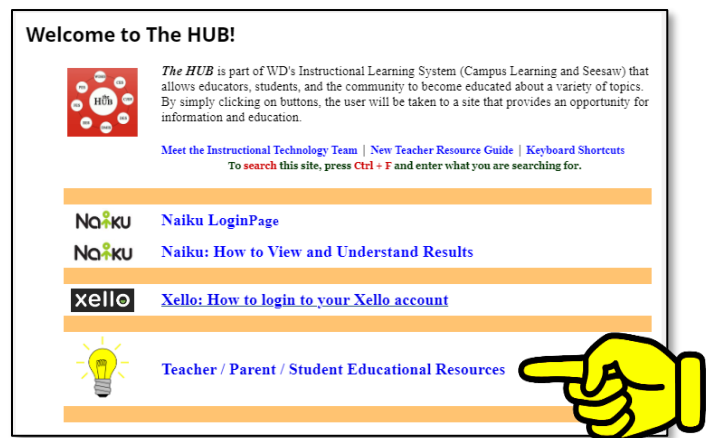 Welcome to The HUB!
The HUB is part of WD's Instructional Learning System (Campus Learning and Seesaw) that
allows educators, students, and the community to become educated about a variety of topics.
By simply clicking on buttons, the user will be taken to a site that provides an opportunity for
information and education.
HUB
Meet the Instructional Technology Team | New Teacher Resource Guide | Keyboard Shortcuts
To search this site, press Ctrl + F and enter what you are searching for.
Naiku Naiku LoginPage
Naiku Naiku: How to View and Understand Results
xello Xello: How to login to your Xello account
Teacher / Parent / Student Educational Resources